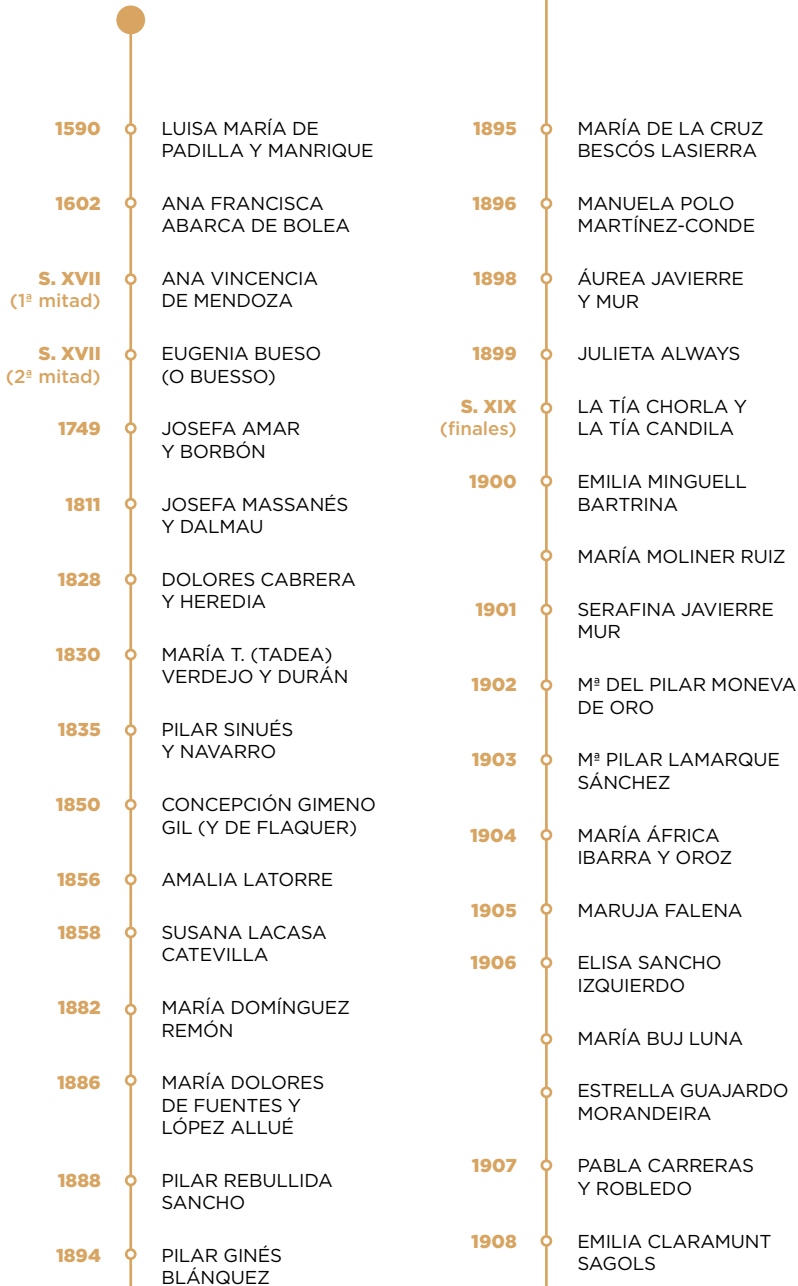 1590 LUISA MARÍA DE
PADILLA Y MANRIQUE
1602 ANA FRANCISCA
ABARCA DE BOLEA
S. XVII ANA VINCENCIA
(1ª mitad) DE MENDOZA
S. XVII EUGENIA BUESO
(2ª mitad) (O BUESSO)
1749 JOSEFA AMAR
Y BORBÓN
1811 JOSEFA MASSANÉS
Y DALMAU
1828 DOLORES CABRERA
Y HEREDIA
1830 MARÍA T. (TADEA)
VERDEJO Y DURÁN
1835 PILAR SINUÉS
Y NAVARRO
1850 CONCEPCIÓN GIMENO
GIL (Y DE FLAQUER)
1856 AMALIA LATORRE
1858 SUSANA LACASA
CATEVILLA
1882 MARÍA DOMÍNGUEZ
REMÓN
1886 MARÍA DOLORES
DE FUENTES Y
LÓPEZ ALLUÉ
1888 PILAR REBULLIDA
SANCHO
1894 PILAR GINÉS
BLÁNQUEZ
1895 MARÍA DE LA CRUZ
BESCÓS LASIERRA
1896 MANUELA POLO
MARTÍNEZ-CONDE
1898 ÁUREA JAVIERRE
Y MUR
1899 JULIETA ALWAYS
S. XIX LA TÍA CHORLA Y
(finales) LA TÍA CANDILA
1900 EMILIA MINGUELL
BARTRINA
MARÍA MOLINER RUIZ
1901 SERAFINA JAVIERRE
MUR
1902 Mª DEL PILAR MONEVA
DE ORO
1903 Mª PILAR LAMARQUE
SÁNCHEZ
1904 MARÍA ÁFRICA
IBARRA Y OROZ
1905 MARUJA FALENA
1906 ELISA SANCHO
IZQUIERDO
MARÍA BUJ LUNA
ESTRELLA GUAJARDO
MORANDEIRA
1907 PABLA CARRERAS
Y ROBLEDO
1908 EMILIA CLARAMUNT
SAGOLS